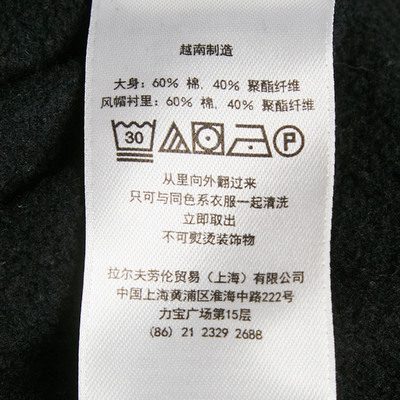 越南制造
大身: 60% 棉, 40% 聚酯纤维
风帽衬里: 60% 棉, 40% 聚酯纤维
30 P
从里向外翻过来
只可与同色系衣服一起清洗
立即取出
不可熨烫装饰物
拉尔夫劳伦贸易（上海）有限公司
中国上海黄浦区淮海中路222号
力宝广场第15层
(86) 21 2329 2688